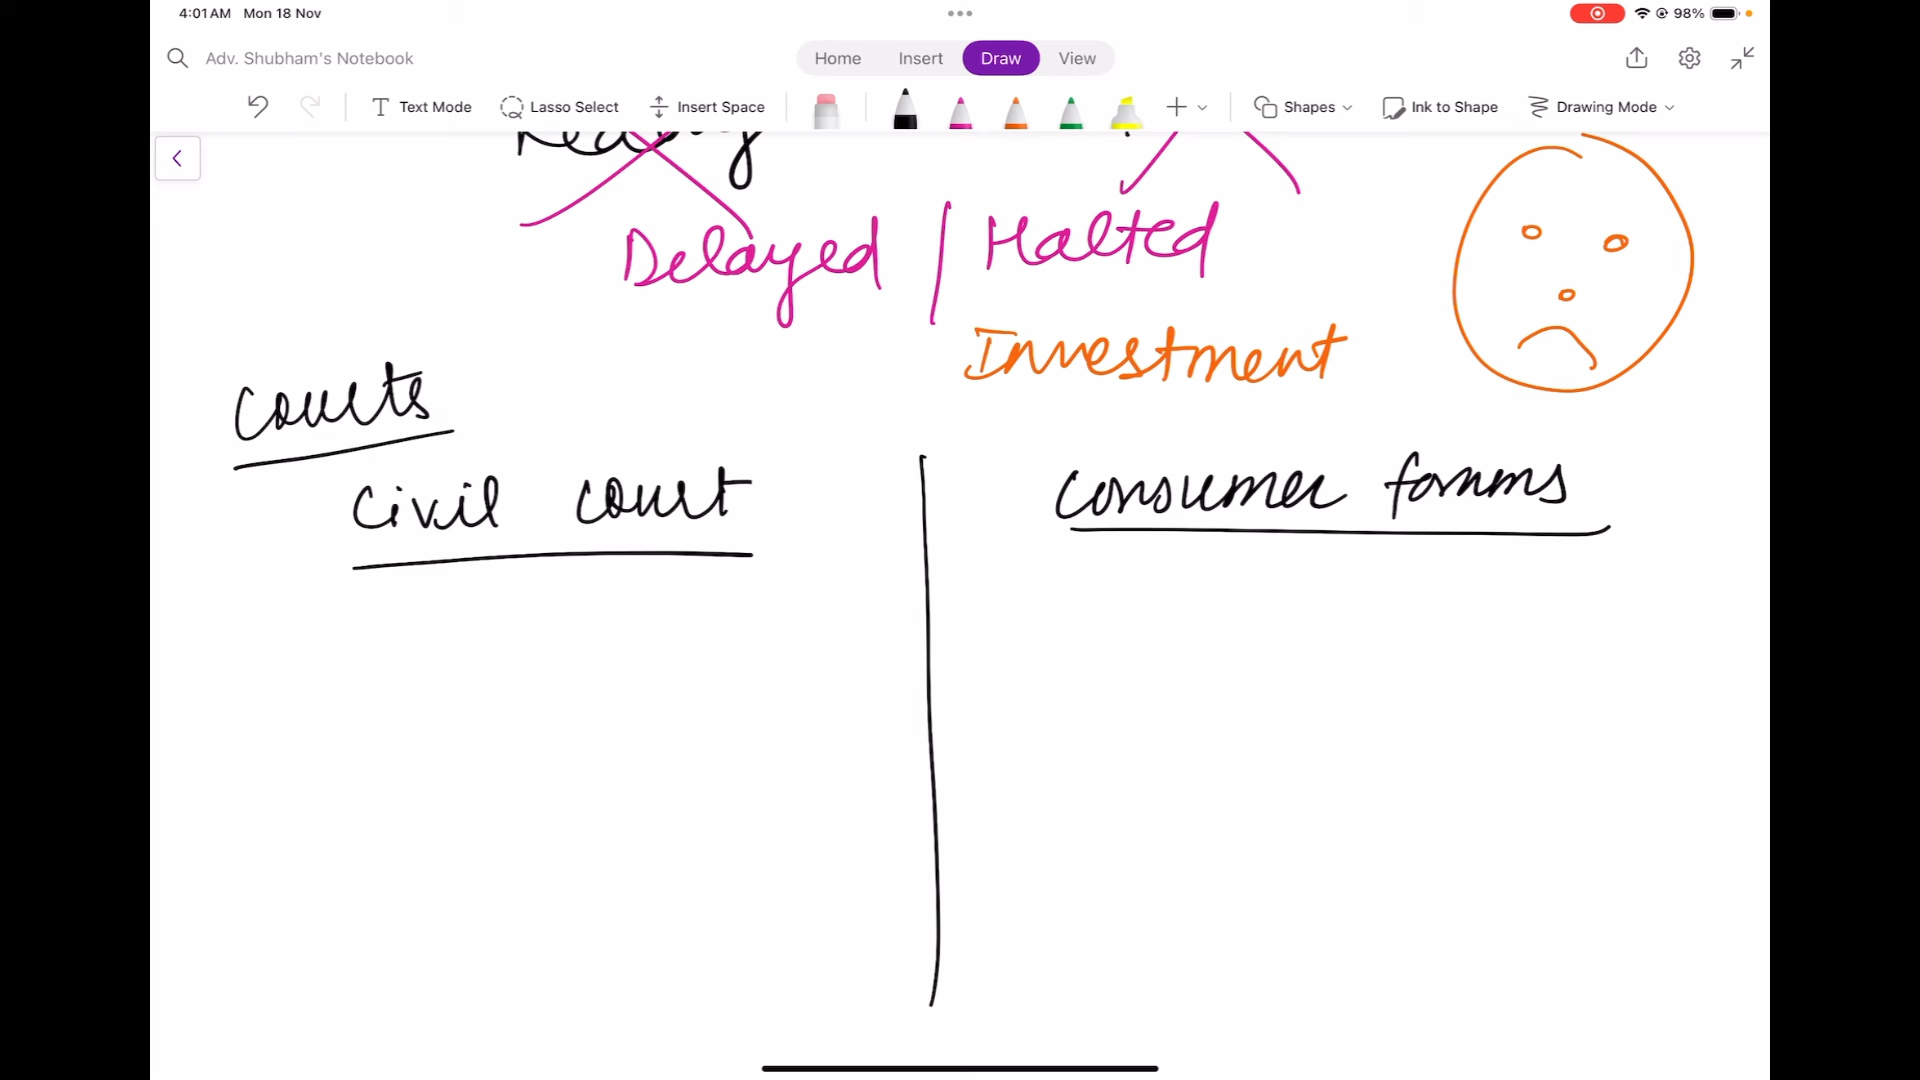 4:01 AM Mon 18 Nov 98%
Adv. Shubham's Notebook Home Insert Draw View
Text Mode Lasso Select Insert Space Shapes Ink to Shape Drawing Mode
Ready
Delayed / Halted
Investment
Courts
Civil court
Consumer forums